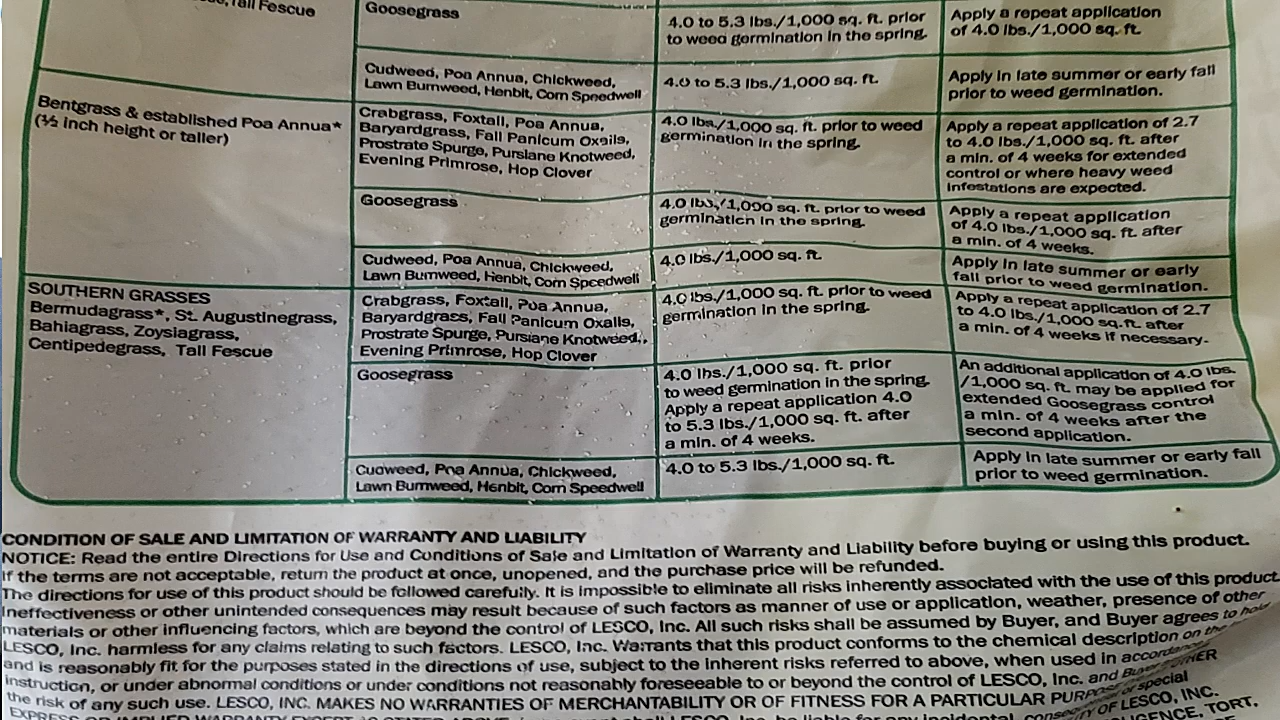 Tall Fescue
Goosegrass
4.0 to 5.3 lbs./1,000 sq. ft. prior
to weed germination in the spring.
Apply a repeat application
of 4.0 lbs./1,000 sq. ft.
Cudweed, Poa Annua, Chickweed,
Lawn Burnweed, Henbit, Corn Speedwell
4.0 to 5.3 lbs./1,000 sq. ft.
Apply in late summer or early fall
prior to weed germination.
Bentgrass & established Poa Annua*
(½ inch height or taller)
Crabgrass, Foxtail, Poa Annua,
Baryardgrass, Fall Panicum Oxalis,
Prostrate Spurge, Purslane Knotweed,
Evening Primrose, Hop Clover
4.0 lbs./1,000 sq. ft. prior to weed
germination in the spring.
Apply a repeat application of 2.7
to 4.0 lbs./1,000 sq. ft. after
a min. of 4 weeks for extended
control or where heavy weed
infestations are expected.
Goosegrass
4.0 lbs./1,000 sq. ft. prior to weed
germination in the spring.
Apply a repeat application
of 4.0 lbs./1,000 sq. ft. after
a min. of 4 weeks.
Cudweed, Poa Annua, Chickweed,
Lawn Burnweed, Henbit, Corn Speedwell
4.0 lbs./1,000 sq. ft.
Apply in late summer or early
fall prior to weed germination.
SOUTHERN GRASSES
Bermudagrass*, St. Augustinegrass,
Bahiagrass, Zoysiagrass,
Centipedegrass, Tall Fescue
Crabgrass, Foxtail, Poa Annua,
Baryardgrass, Fall Panicum Oxalis,
Prostrate Spurge, Purslane Knotweed,
Evening Primrose, Hop Clover
4.0 lbs./1,000 sq. ft. prior to weed
germination in the spring.
Apply a repeat application of 2.7
to 4.0 lbs./1,000 sq. ft. after
a min. of 4 weeks if necessary.
Goosegrass
4.0 lbs./1,000 sq. ft. prior
to weed germination in the spring.
Apply a repeat application 4.0
to 5.3 lbs./1,000 sq. ft. after
a min. of 4 weeks.
An additional application of 4.0 lbs.
/1,000 sq. ft. may be applied for
extended Goosegrass control
a min. of 4 weeks after the
second application.
Cudweed, Poa Annua, Chickweed,
Lawn Burnweed, Henbit, Corn Speedwell
4.0 to 5.3 lbs./1,000 sq. ft.
Apply in late summer or early fall
prior to weed germination.
CONDITION OF SALE AND LIMITATION OF WARRANTY AND LIABILITY
NOTICE: Read the entire Directions for Use and Conditions of Sale and Limitation of Warranty and Liability before buying or using this product.
If the terms are not acceptable, return the product at once, unopened, and the purchase price will be refunded.
The directions for use of this product should be followed carefully. It is impossible to eliminate all risks inherently associated with the use of this product.
Ineffectiveness or other unintended consequences may result because of such factors as manner of use or application, weather, presence of other
materials or other influencing factors, which are beyond the control of LESCO, Inc. All such risks shall be assumed by Buyer, and Buyer agrees to hold
LESCO, Inc. harmless for any claims relating to such factors. LESCO, Inc. Warrants that this product conforms to the chemical description on the
and is reasonably fit for the purposes stated in the directions of use, subject to the inherent risks referred to above, when used in accordance
instruction, or under abnormal conditions or under conditions not reasonably foreseeable to or beyond the control of LESCO, Inc. and Buyer
the risk of any such use. LESCO, INC. MAKES NO WARRANTIES OF MERCHANTABILITY OR OF FITNESS FOR A PARTICULAR PURPOSE
special
OF LESCO, INC.
TORT,